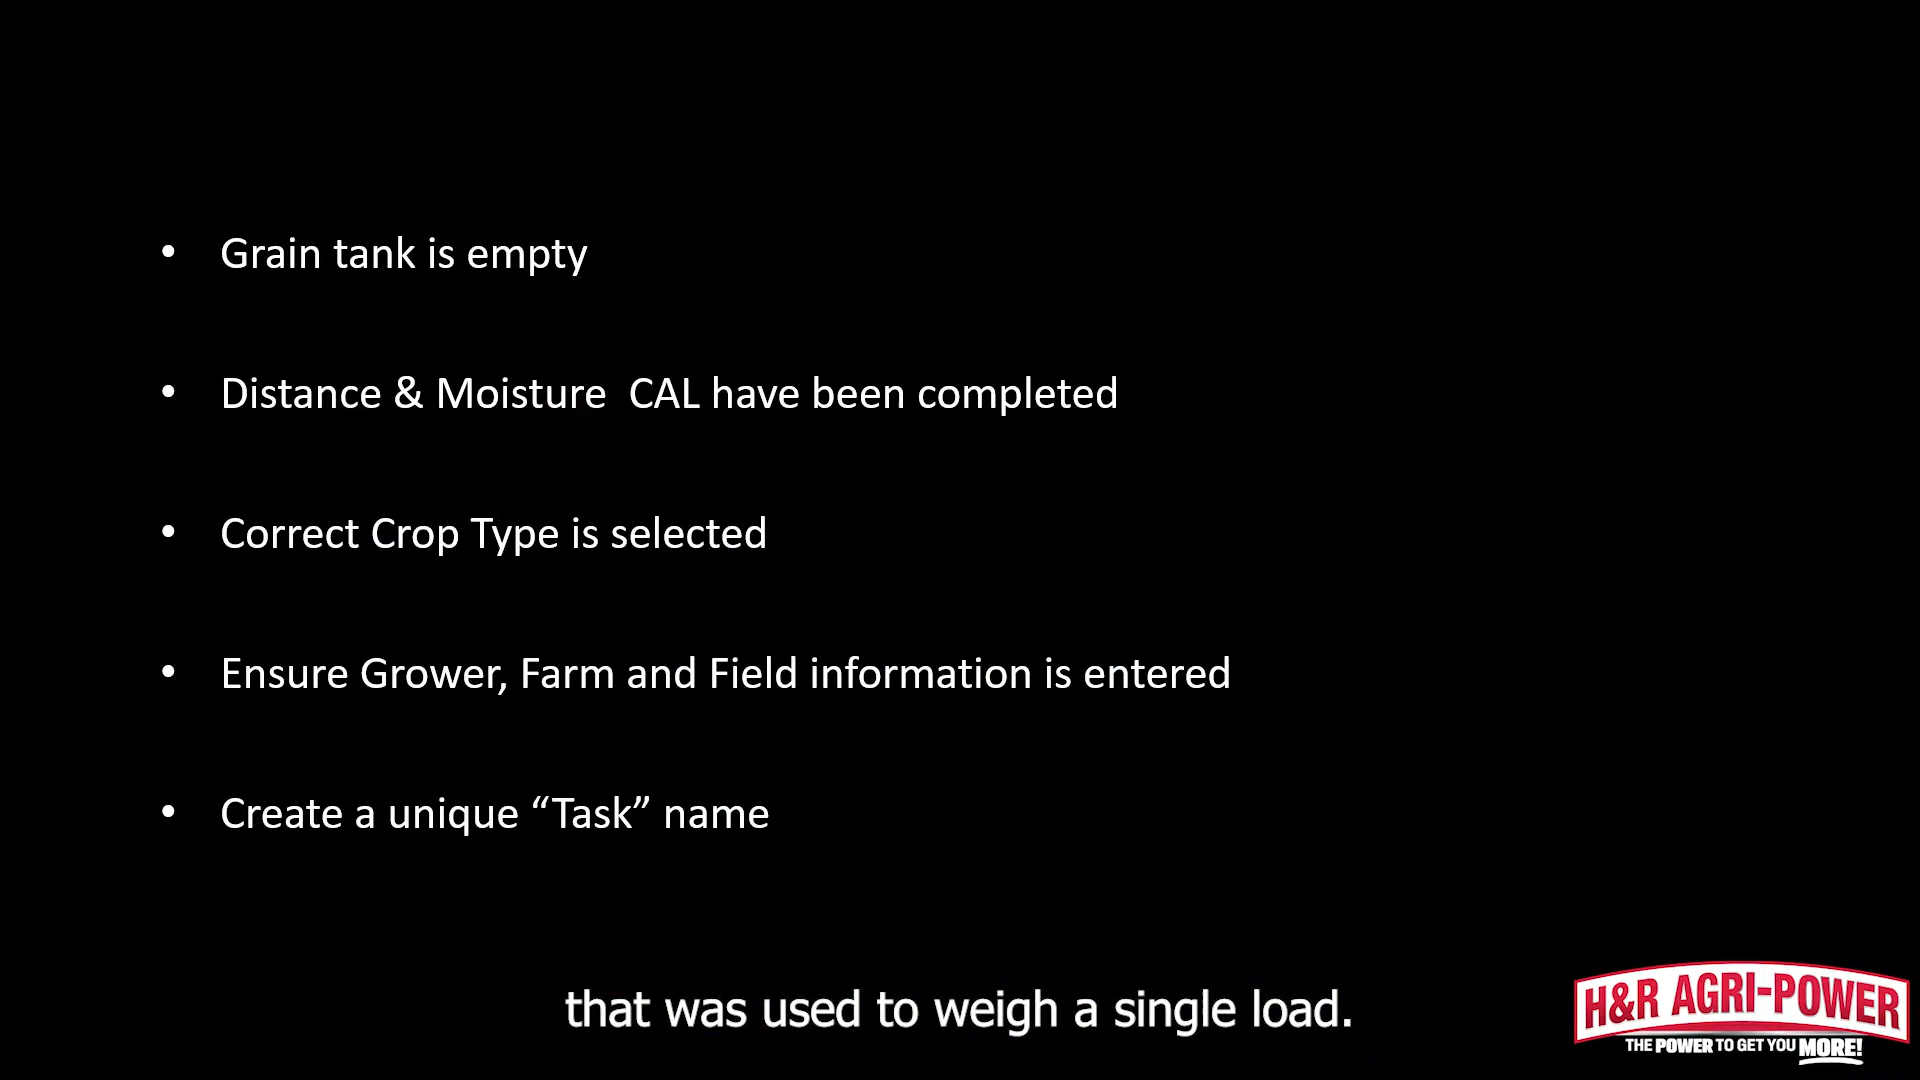 • Grain tank is empty
• Distance & Moisture  CAL have been completed
• Correct Crop Type is selected
• Ensure Grower, Farm and Field information is entered
• Create a unique “Task” name
that was used to weigh a single load.
H&R AGRI-POWER
THE POWER TO GET YOU MORE!